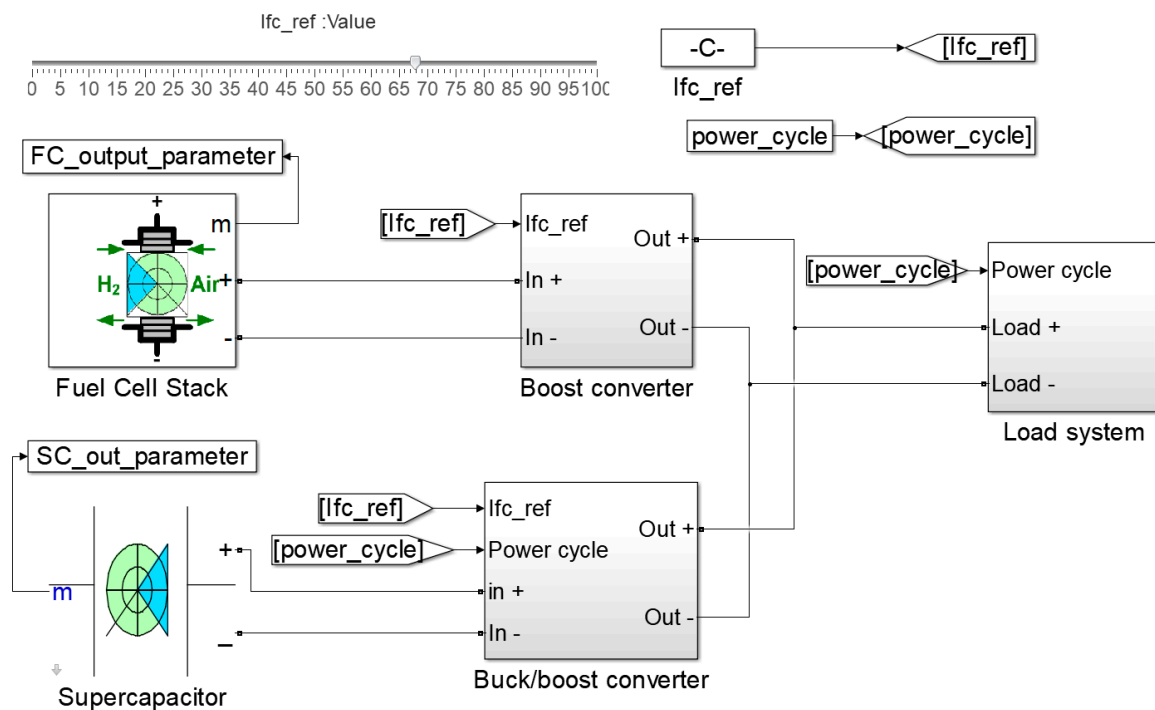 Ifc_ref :Value
0 5 10 15 20 25 30 35 40 45 50 55 60 65 70 75 80 85 90 95 100
-C-
Ifc_ref
[Ifc_ref]
power_cycle
[power_cycle]
FC_output_parameter
+
m
H₂
Air
+
-
-
Fuel Cell Stack
[Ifc_ref]
Ifc_ref
In +
In -
Out +
Out -
Boost converter
[power_cycle]
Power cycle
Load +
Load -
Load system
SC_out_parameter
m
+
–
Supercapacitor
[Ifc_ref]
[power_cycle]
Ifc_ref
Power cycle
in +
In -
Out +
Out -
Buck/boost converter